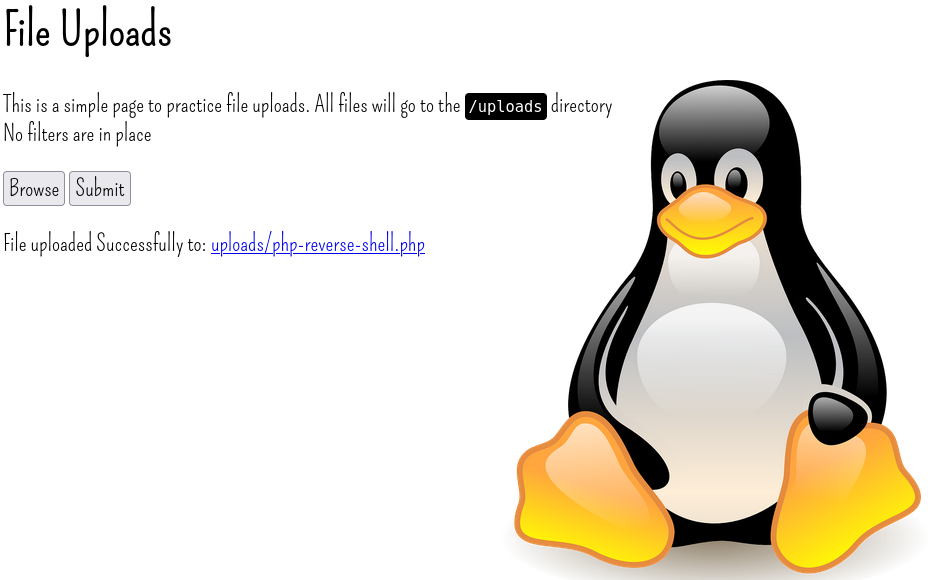 File Uploads
This is a simple page to practice file uploads. All files will go to the /uploads directory
No filters are in place
Browse Submit
File uploaded Successfully to: uploads/php-reverse-shell.php